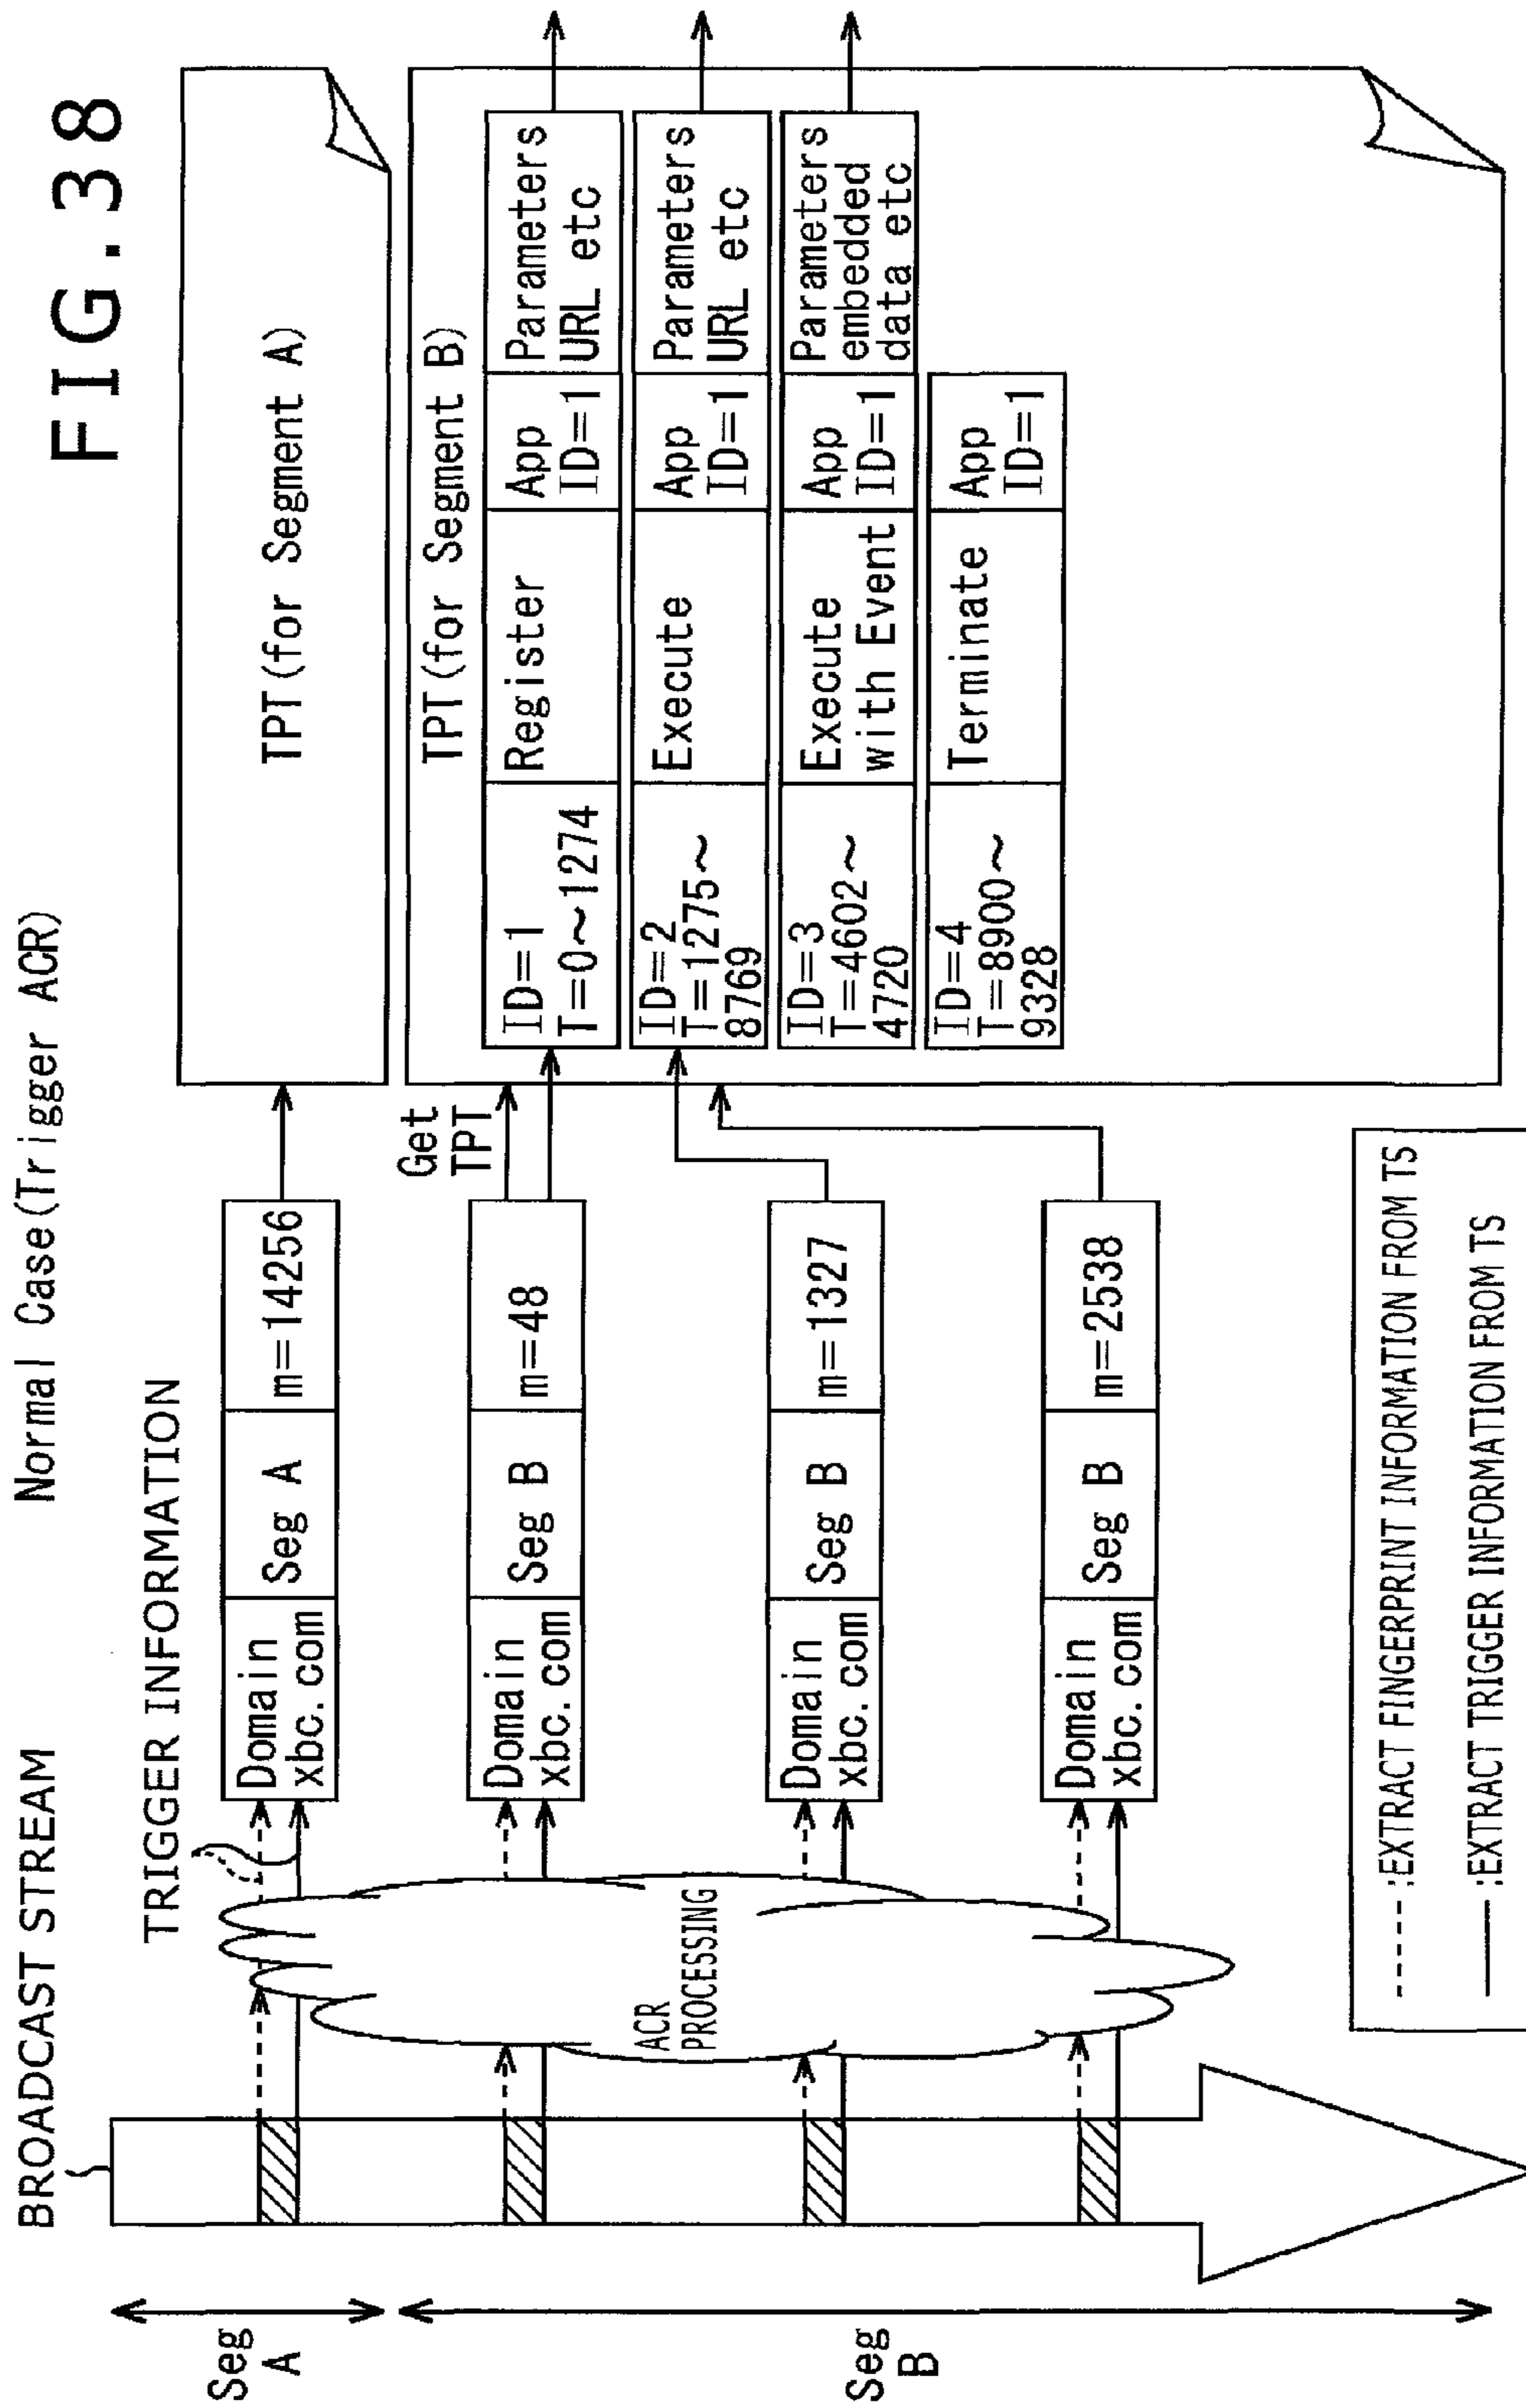 FIG.38
Normal Case(Trigger ACR)
BROADCAST STREAM
TRIGGER INFORMATION
Seg
A
Domain
xbc.com
Seg A
m=14256
TPT(for Segment A)
Seg
B
ACR
PROCESSING
Domain
xbc.com
Seg B
m=48
Get
TPT
Domain
xbc.com
Seg B
m=1327
Domain
xbc.com
Seg B
m=2538
TPT(for Segment B)
ID=1
T=0~1274
Register
App
ID=1
Parameters
URL etc
ID=2
T=1275~
8769
Execute
App
ID=1
Parameters
URL etc
ID=3
T=4602~
4720
Execute
with Event
App
ID=1
Parameters
embedded
data etc
ID=4
T=8900~
9328
Terminate
App
ID=1
:EXTRACT FINGERPRINT INFORMATION FROM TS
:EXTRACT TRIGGER INFORMATION FROM TS